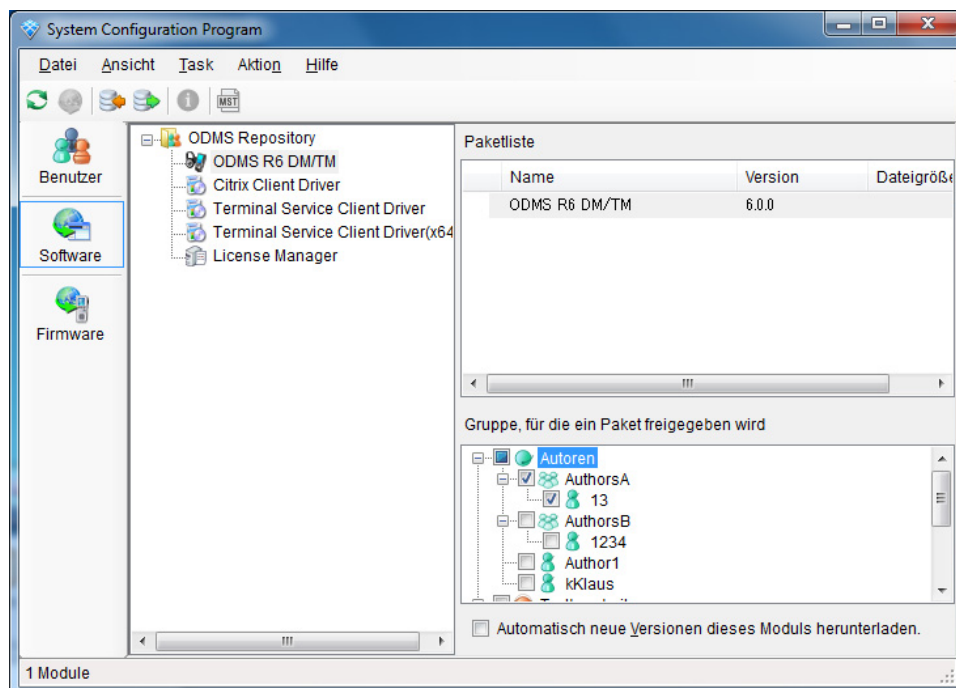 System Configuration Program
Datei Ansicht Task Aktion Hilfe
MST
Benutzer
Software
Firmware
ODMS Repository
ODMS R6 DM/TM
Citrix Client Driver
Terminal Service Client Driver
Terminal Service Client Driver(x64
License Manager
Paketliste
Name Version Dateigröße
ODMS R6 DM/TM 6.0.0
Gruppe, für die ein Paket freigegeben wird
Autoren
AuthorsA
13
AuthorsB
1234
Author1
kKlaus
Automatisch neue Versionen dieses Moduls herunterladen.
1 Module